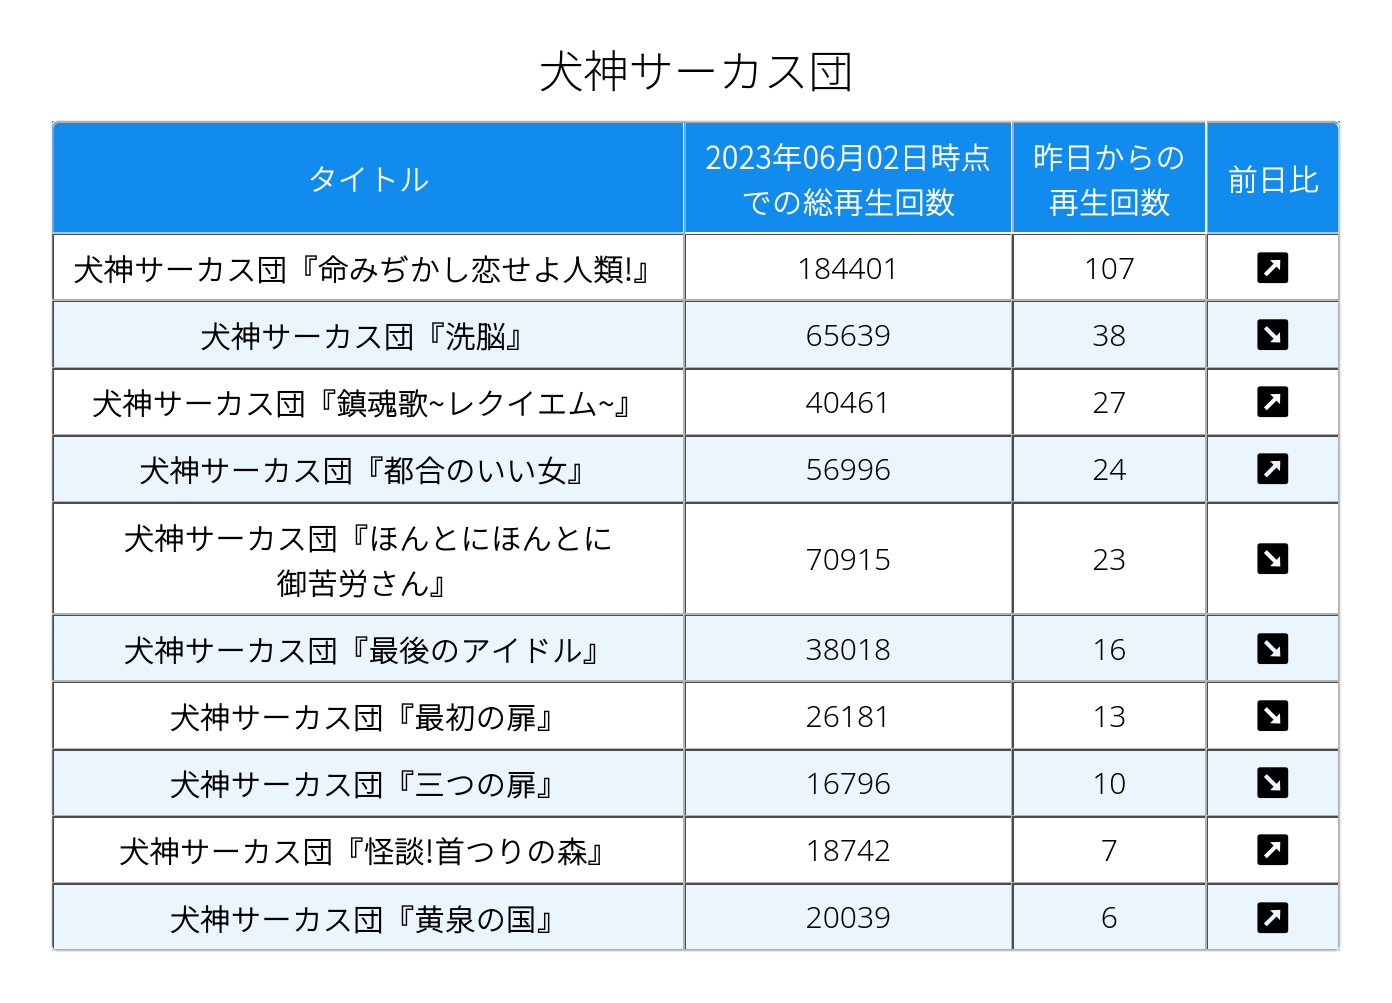 犬神サーカス団
タイトル
2023年06月02日時点
での総再生回数
昨日からの
再生回数
前日比
犬神サーカス団『命みぢかし恋せよ人類!』 184401 107 ↗
犬神サーカス団『洗脳』 65639 38 ↘
犬神サーカス団『鎮魂歌~レクイエム~』 40461 27 ↗
犬神サーカス団『都合のいい女』 56996 24 ↗
犬神サーカス団『ほんとにほんとに
御苦労さん』 70915 23 ↘
犬神サーカス団『最後のアイドル』 38018 16 ↘
犬神サーカス団『最初の扉』 26181 13 ↘
犬神サーカス団『三つの扉』 16796 10 ↘
犬神サーカス団『怪談!首つりの森』 18742 7 ↗
犬神サーカス団『黄泉の国』 20039 6 ↗